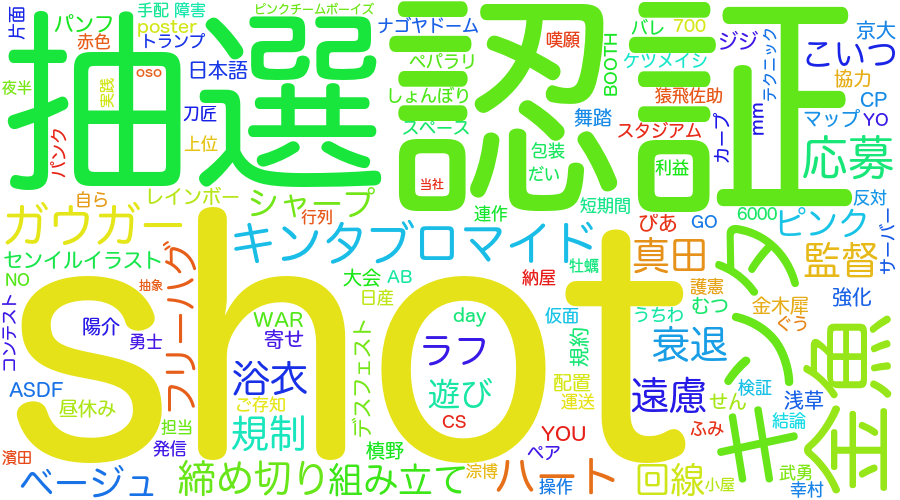 片面
パンフ
手配
障害
ピンクチームボーイズ
赤色
poster
トランプ
夜半
実践
oso
日本語
パンク
刀匠
上位
抽選
認証
ナゴヤドーム
ペパラリ
しょんぼり
スペース
当社
連作
嘆願
BOOTH
ケツメイシ
バレ
700
猿飛佐助
舞踏
スタジアム
包装
だい
利益
短期間
ジジ
テクニック
京大
こいつ
協力
mm
カープ
CP
マップ
YO
応募
反対
6000
ぴあ
GO
ピンク
サーバー
自ら
レインボー
シャープ
行列
ガウガー
キンタブロマイド
真田
監督
センイルイラスト
フリーハグ
NO
抽象
大会
AB
日産
納屋
牡蠣
護憲
むつ
金木犀
ぐう
強化
コンテスト
陽介
勇士
WAR
寄せ
デスフェスト
day
仮面
規約
うちわ
shot
キンタ
金魚
ラフ
衰退
ASDF
昼休み
浴衣
遊び
配置
運送
遠慮
検証
せん
浅草
結論
ご存知
担当
発信
規制
槙野
CS
YOU
ペア
ふみ
濱田
ベージュ
締め切り
組み立て
淙博
ハート
操作
回線
小屋
武勇
幸村